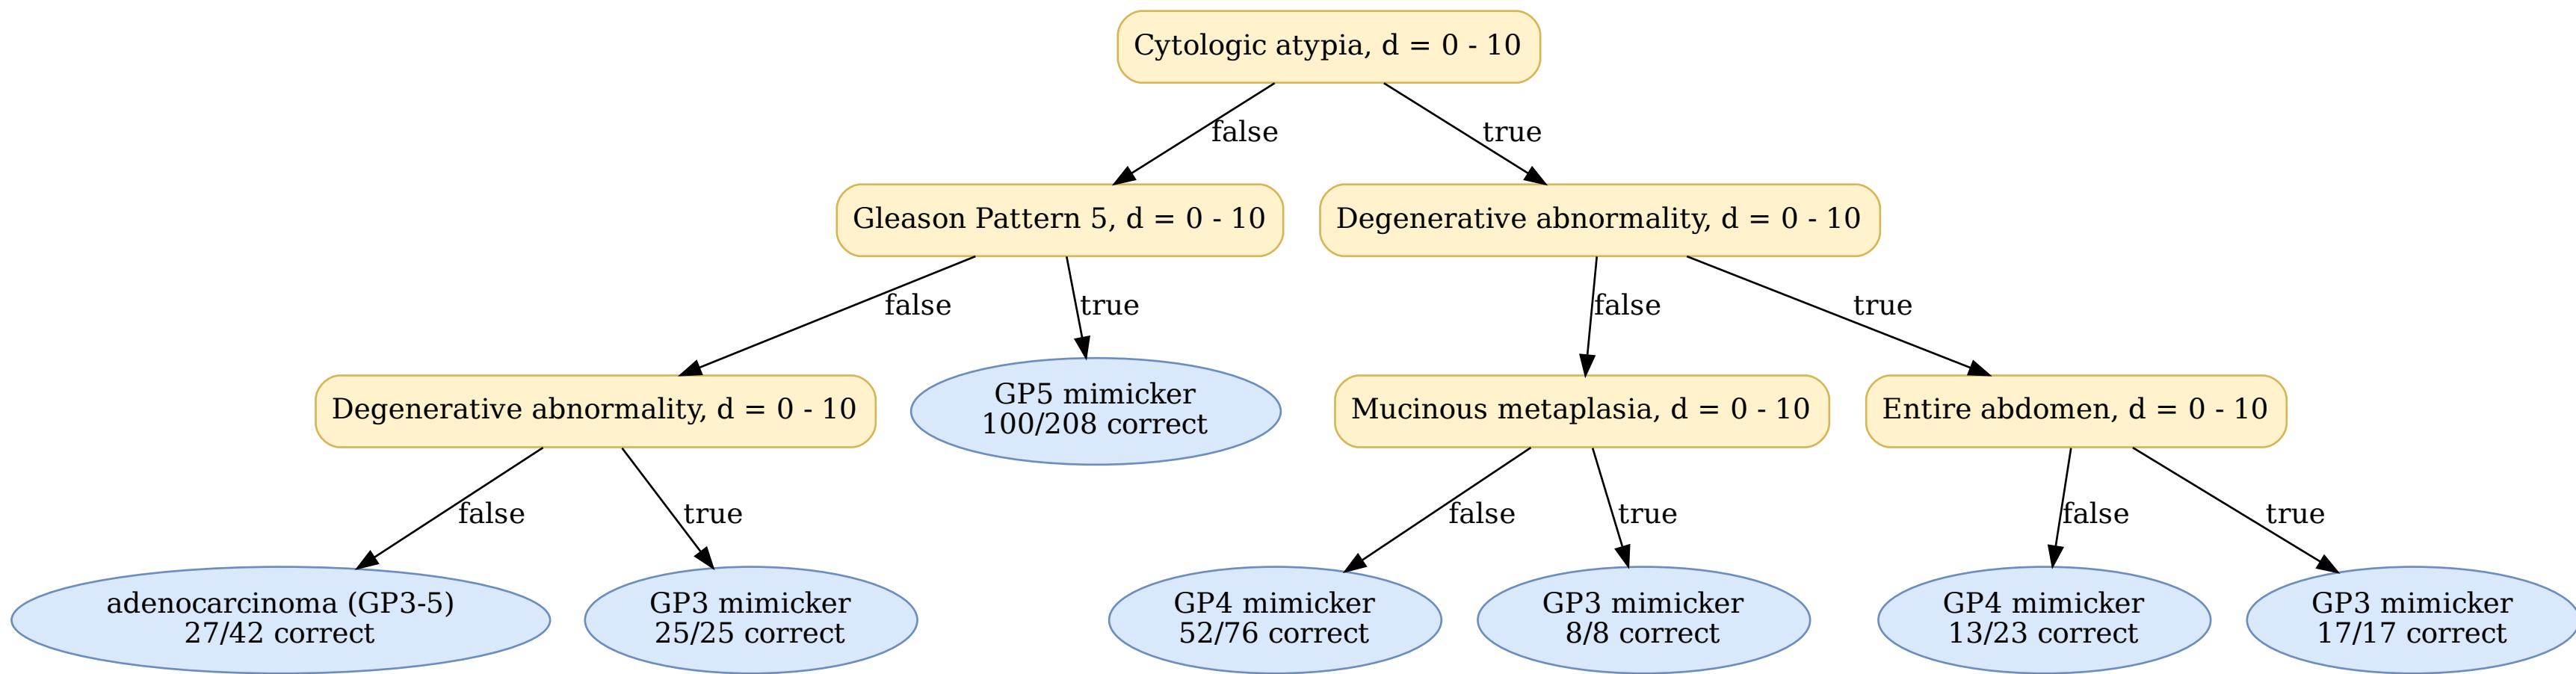 Cytologic atypia, d = 0 - 10
false
true
Gleason Pattern 5, d = 0 - 10
Degenerative abnormality, d = 0 - 10
false
true
false
true
Degenerative abnormality, d = 0 - 10
GP5 mimicker
100/208 correct
Mucinous metaplasia, d = 0 - 10
Entire abdomen, d = 0 - 10
false
true
false
true
false
true
adenocarcinoma (GP3-5)
27/42 correct
GP3 mimicker
25/25 correct
GP4 mimicker
52/76 correct
GP3 mimicker
8/8 correct
GP4 mimicker
13/23 correct
GP3 mimicker
17/17 correct